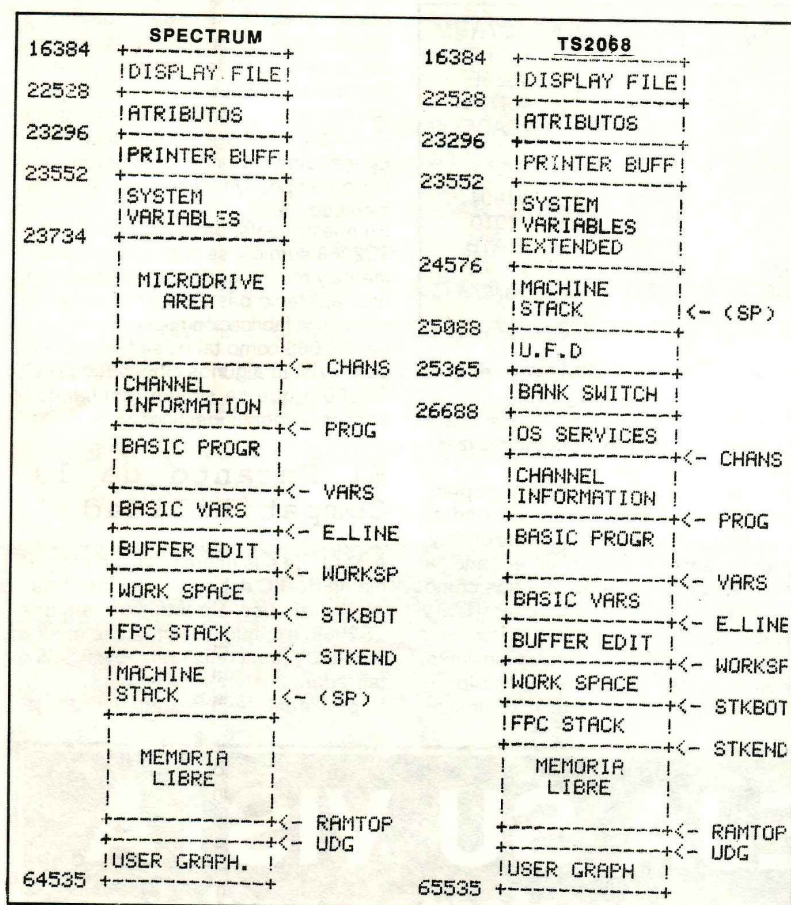 SPECTRUM
16384 +---------------+
!DISPLAY FILE!
22528 +---------------+
!ATRIBUTOS !
23296 +---------------+
!PRINTER BUFF!
23552 +---------------+
!SYSTEM !
!VARIABLES !
23734 +---------------+
! !
! MICRODRIVE !
! AREA !
! !
+---------------+<- CHANS
!CHANNEL !
!INFORMATION !
+---------------+<- PROG
!BASIC PROGR !
! !
+---------------+<- VARS
!BASIC VARS !
+---------------+<- E_LINE
!BUFFER EDIT !
+---------------+<- WORKSP
!WORK SPACE !
+---------------+<- STKBOT
!FPC STACK !
+---------------+<- STKEND
!MACHINE !
!STACK !<- (SP)
+---------------+
! !
! MEMORIA !
! LIBRE !
! !
+---------------+<- RAMTOP
+---------------+<- UDG
!USER GRAPH. !
64535 +---------------+
TS2068
16384 +---------------+
!DISPLAY FILE!
22528 +---------------+
!ATRIBUTOS !
23296 +---------------+
!PRINTER BUFF!
23552 +---------------+
!SYSTEM !
!VARIABLES !
!EXTENDED !
24576 +---------------+
!MACHINE !
!STACK !<- (SP)
25088 +---------------+
!U.F.D !
25365 +---------------+
!BANK SWITCH !
26688 +---------------+
!OS SERVICES !
+---------------+<- CHANS
!CHANNEL !
!INFORMATION !
+---------------+<- PROG
!BASIC PROGR !
! !
+---------------+<- VARS
!BASIC VARS !
+---------------+<- E_LINE
!BUFFER EDIT !
+---------------+<- WORKSP
!WORK SPACE !
+---------------+<- STKBOT
!FPC STACK !
+---------------+<- STKEND
! MEMORIA !
! LIBRE !
! !
+---------------+<- RAMTOP
+---------------+<- UDG
!USER GRAPH !
65535 +---------------+